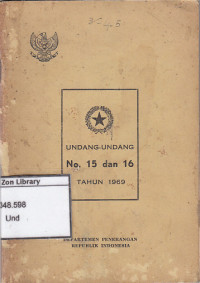 UNDANG-UNDANG
No. 15 dan 16
TAHUN 1969
Zon Library
348.598
Und
DEPARTEMEN PENERANGAN
REPUBLIK INDONESIA